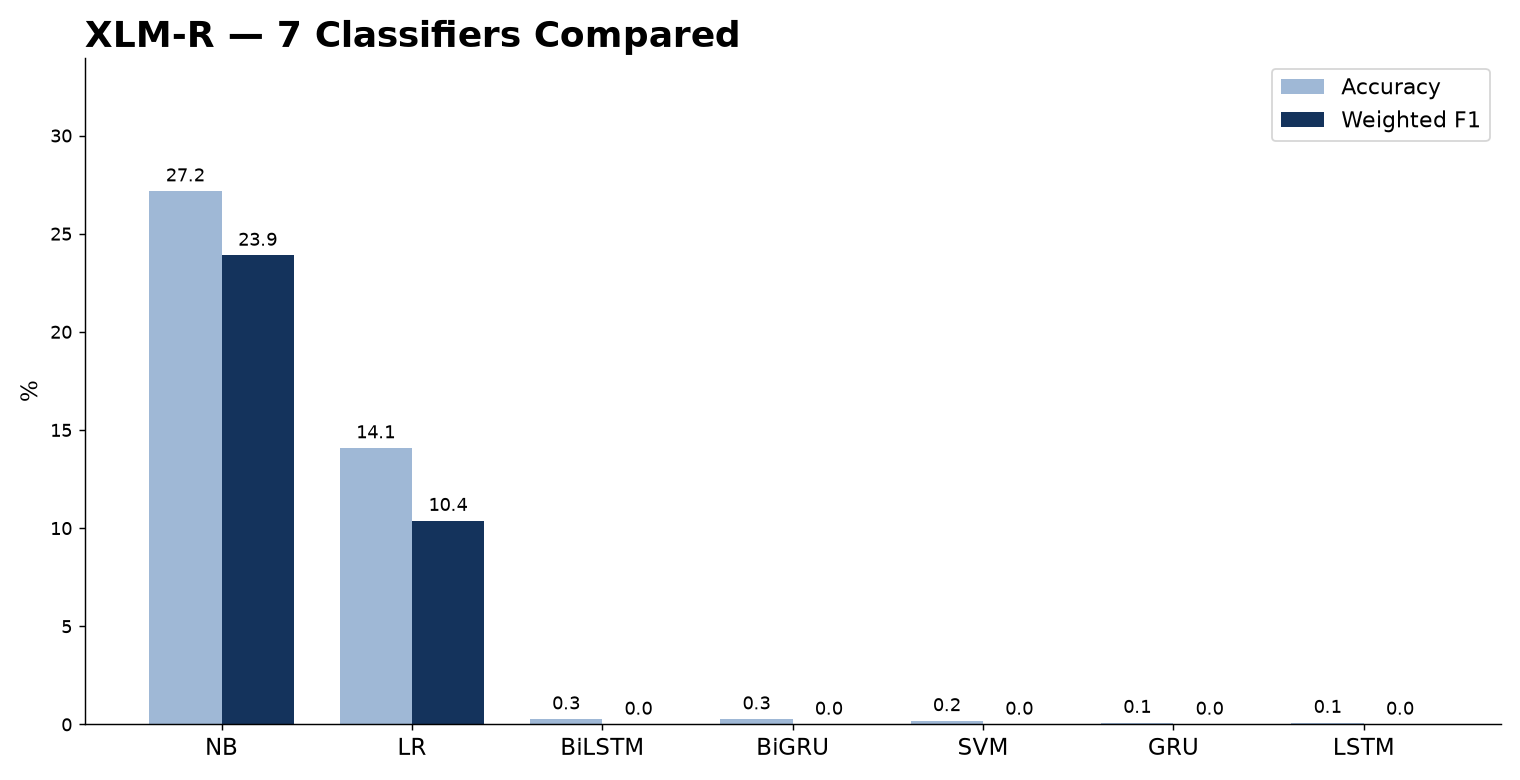 XLM-R — 7 Classifiers Compared
Accuracy
Weighted F1
%
30
25
20
15
10
5
0
27.2
23.9
14.1
10.4
0.3
0.0
0.3
0.0
0.2
0.0
0.1
0.0
0.1
0.0
NB
LR
BiLSTM
BiGRU
SVM
GRU
LSTM